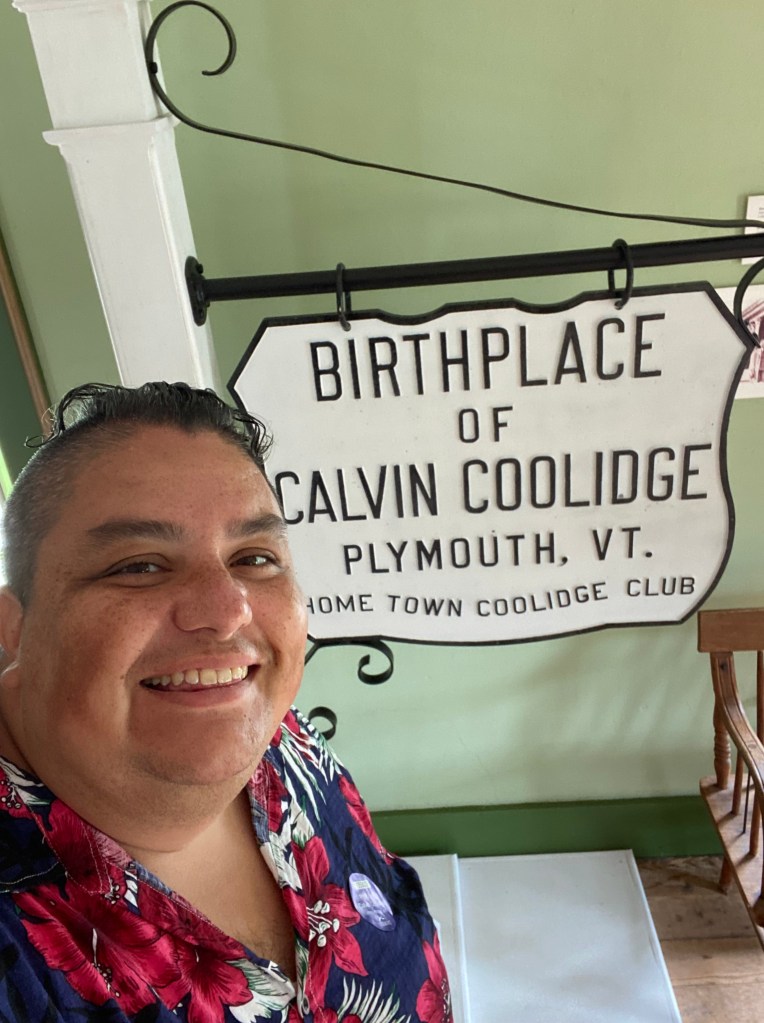 BIRTHPLACE
OF
CALVIN COOLIDGE
PLYMOUTH, VT.
HOME TOWN COOLIDGE CLUB